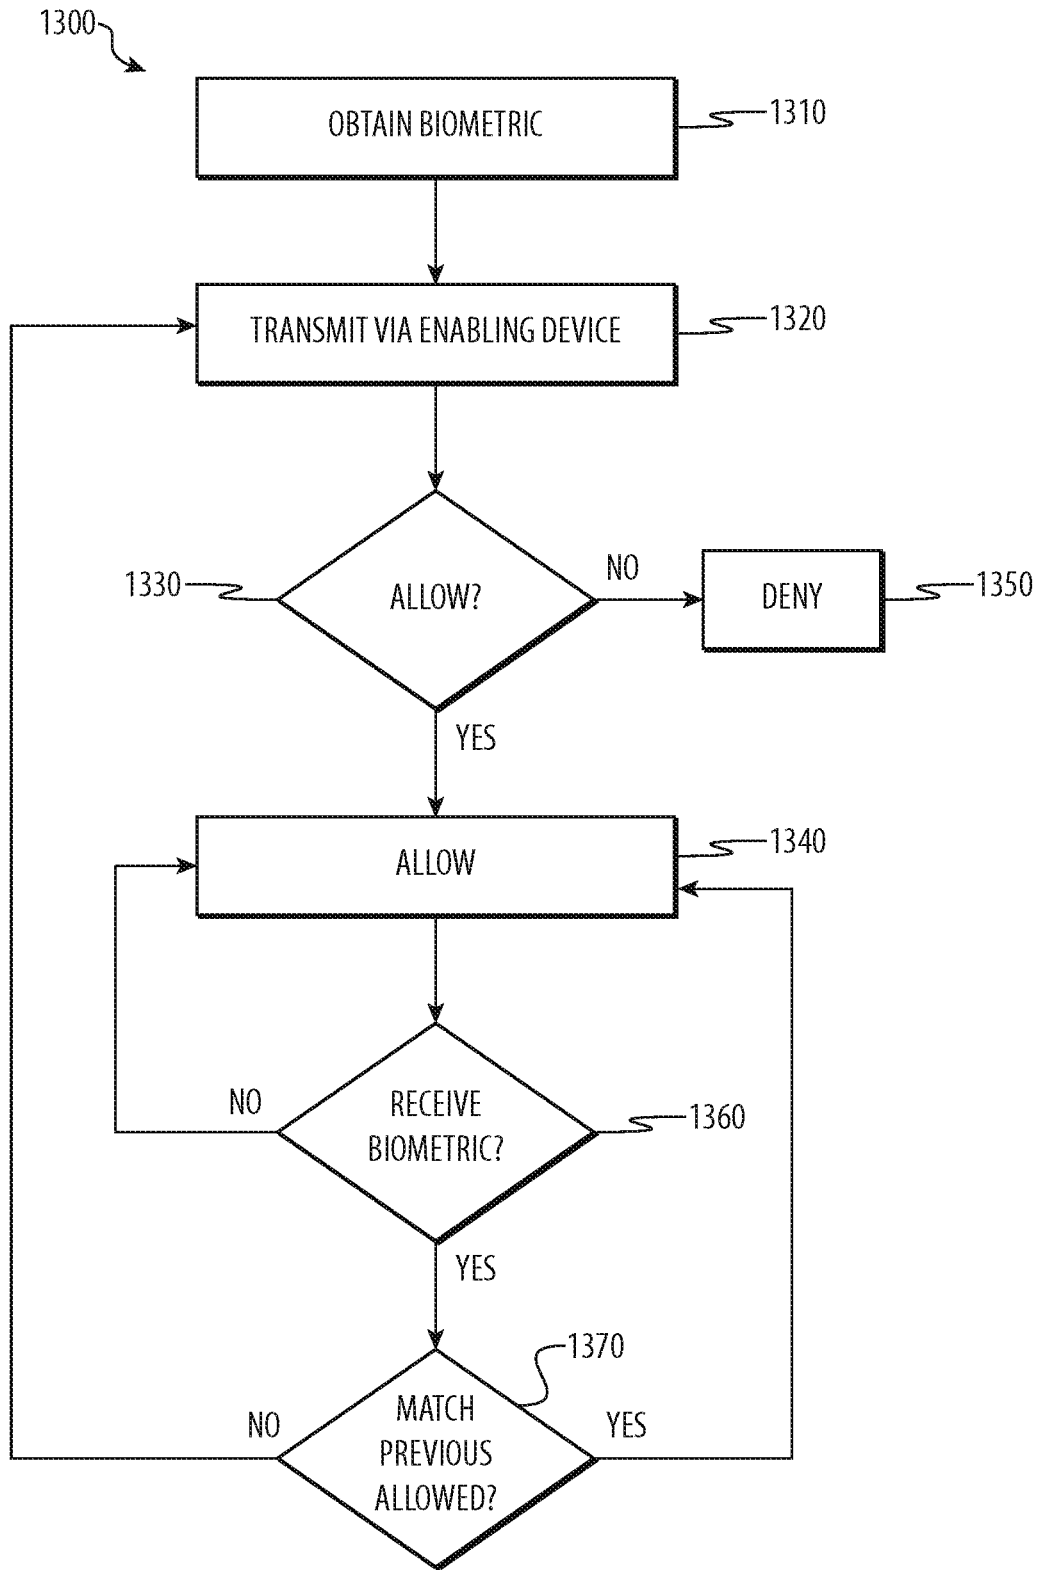 1300
OBTAIN BIOMETRIC
1310
TRANSMIT VIA ENABLING DEVICE
1320
1330
ALLOW?
NO
DENY
1350
YES
ALLOW
1340
NO
RECEIVE
BIOMETRIC?
1360
YES
1370
NO
MATCH
PREVIOUS
ALLOWED?
YES